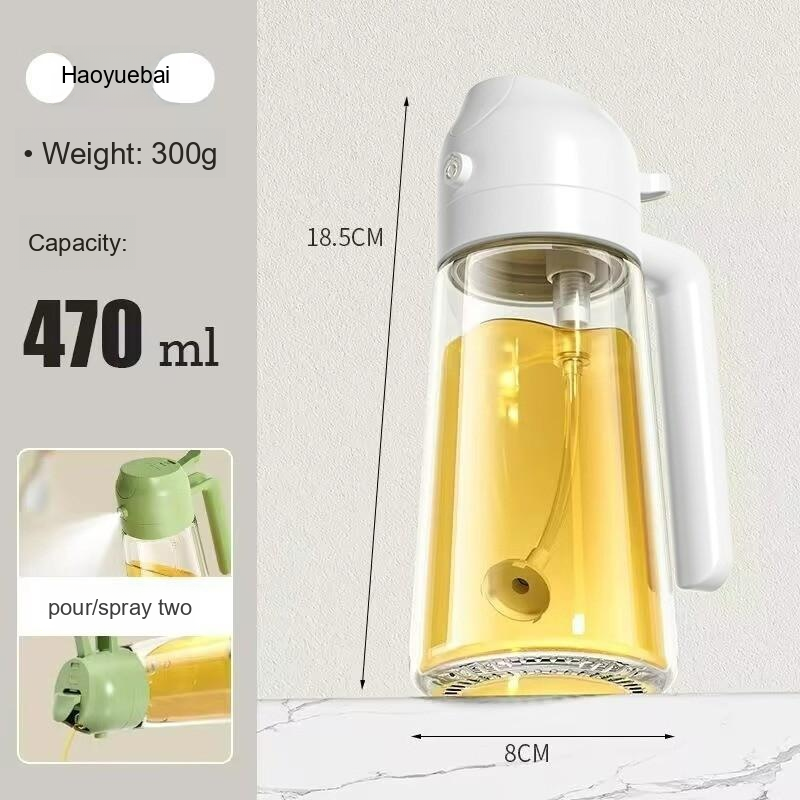 Haoyuebai
• Weight: 300g
Capacity:
470 ml
pour/spray two
18.5CM
8CM